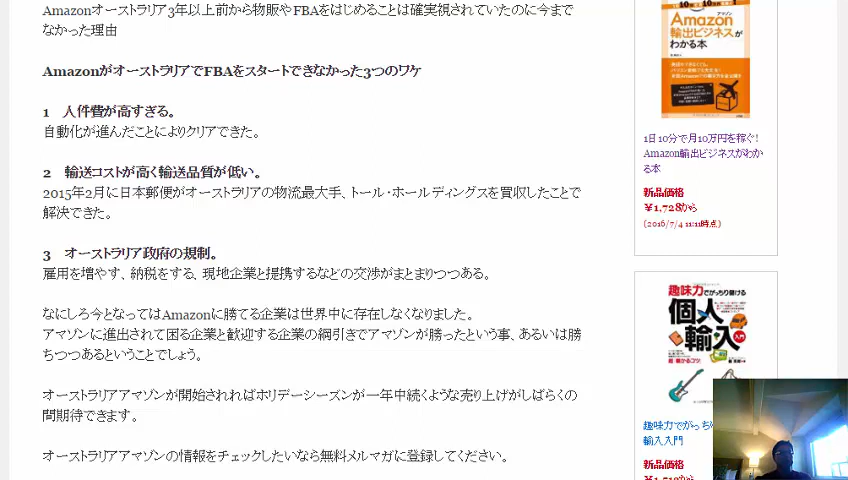 Amazonオーストラリア3年以上前から物販やFBAをはじめることは確実視されていたのに今まで
なかった理由
AmazonがオーストラリアでFBAをスタートできなかった3つのワケ
1 人件費が高すぎる。
自動化が進んだことによりクリアできた。
2 輸送コストが高く輸送品質が低い。
2015年2月に日本郵便がオーストラリアの物流最大手、トール・ホールディングスを買収したことで
解決できた。
3 オーストラリア政府の規制。
雇用を増やす、納税をする、現地企業と提携するなどの交渉がまとまりつつある。
なにしろ今となってはAmazonに勝てる企業は世界中に存在しなくなりました。
アマゾンに進出されて困る企業と歓迎する企業の綱引きでアマゾンが勝ったという事、あるいは勝
ちつつあるということでしょう。
オーストラリアアマゾンが開始されればホリデーシーズンが一年中続くような売り上げがしばらくの
間期待できます。
オーストラリアアマゾンの情報をチェックしたいなら無料メルマガに登録してください。
Amazon
輸出ビジネスが
わかる本
1日10分で月10万円を稼ぐ!
Amazon輸出ビジネスがわか
る本
新品価格
￥1,728から
(2016/7/4 11:11時点)
趣味力でがっちり儲ける
個人
輸入
入門
趣味力でがっち
輸入入門
新品価格